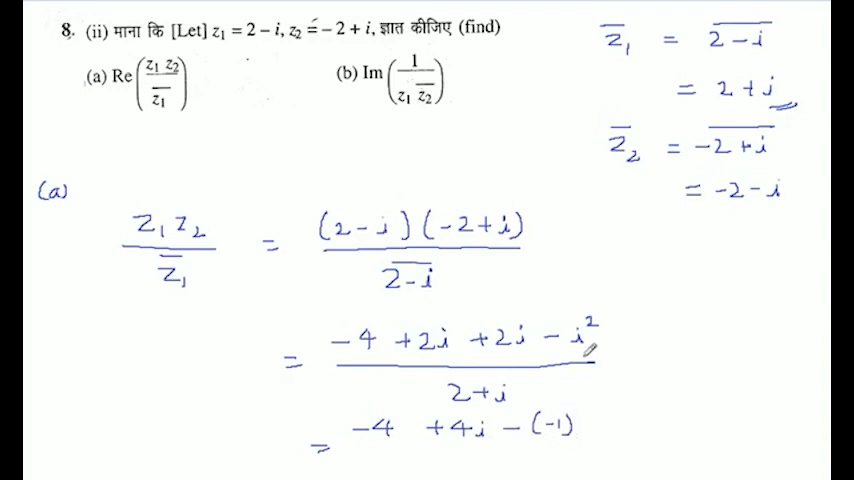 8. (ii) माना कि [Let] z₁ = 2 – i, z₂ = – 2 + i, ज्ञात कीजिए (find)
(a) Re(z₁ z₂ / z̅₁) (b) Im(1 / z₁ z̅₂)
z̅₁ = \overline{2-i}
= 2 + i
z̅₂ = \overline{-2+i}
= -2 - i
(a)
z₁ z₂ / z̅₁ = (2-i)(-2+i) / \overline{2-i}
= -4 + 2i + 2i - i² / 2+i
= -4 + 4i - (-1)